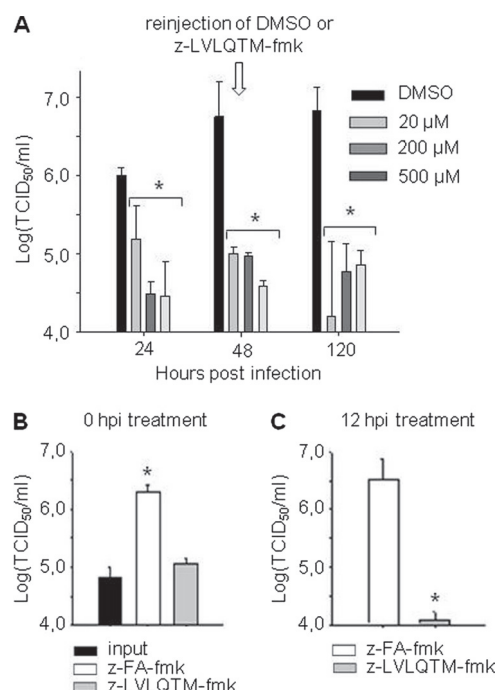 A
reinjection of DMSO or
z-LVLQTM-fmk
7,0
6,0
5,0
4,0
Log(TCID50/ml)
DMSO
20 µM
200 µM
500 µM
*
*
*
24
48
120
Hours post infection
B
0 hpi treatment
7,0
6,0
5,0
4,0
Log(TCID50/ml)
*
input
z-FA-fmk
z-LVLQTM-fmk
C
12 hpi treatment
7,0
6,0
5,0
4,0
Log(TCID50/ml)
*
z-FA-fmk
z-LVLQTM-fmk